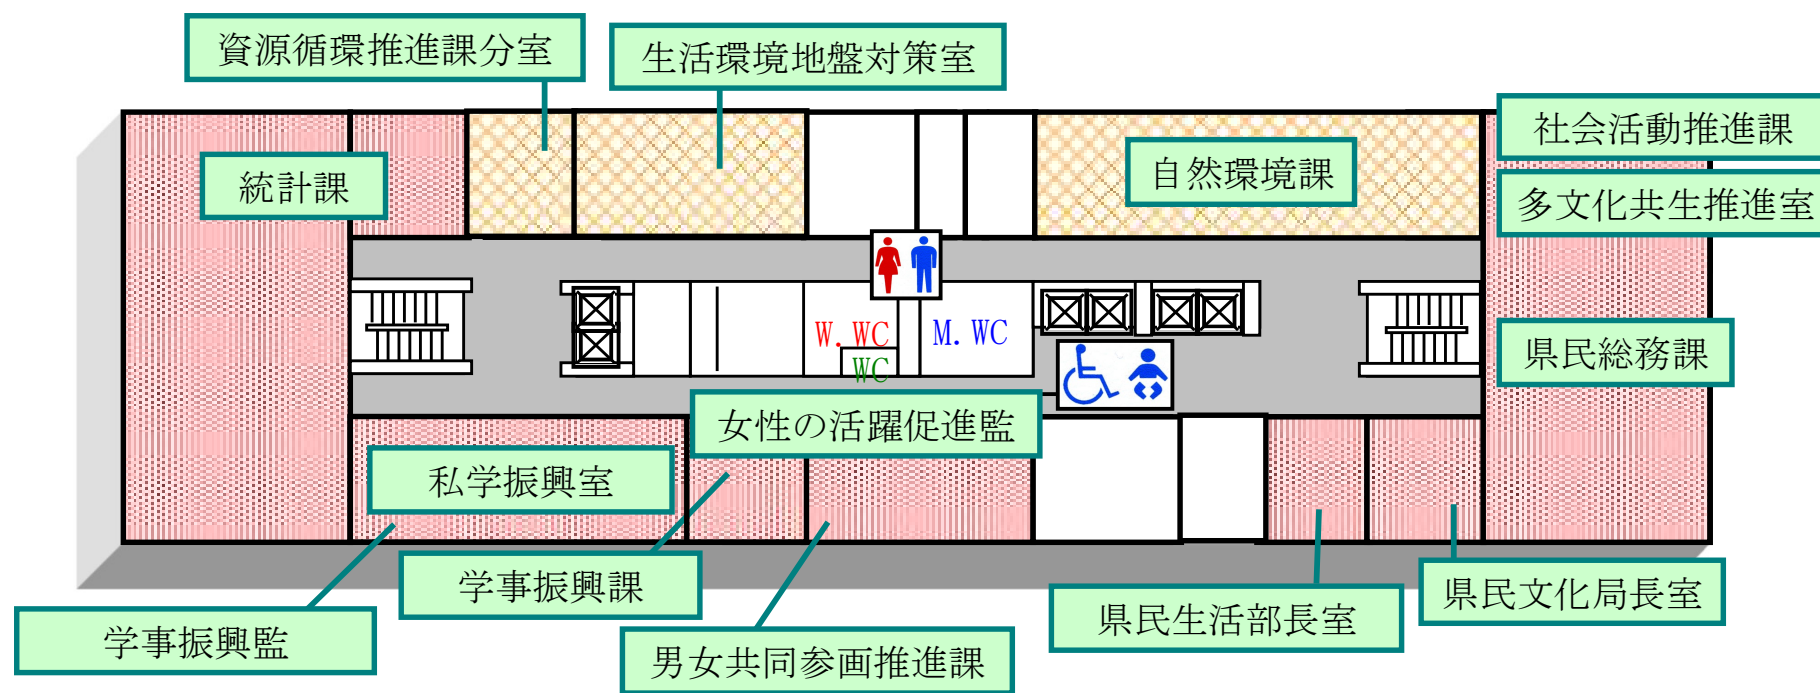 資源循環推進課分室
生活環境地盤対策室
社会活動推進課
統計課
自然環境課
多文化共生推進室
W.WC
M.WC
WC
県民総務課
女性の活躍促進監
私学振興室
学事振興課
県民文化局長室
県民生活部長室
学事振興監
男女共同参画推進課